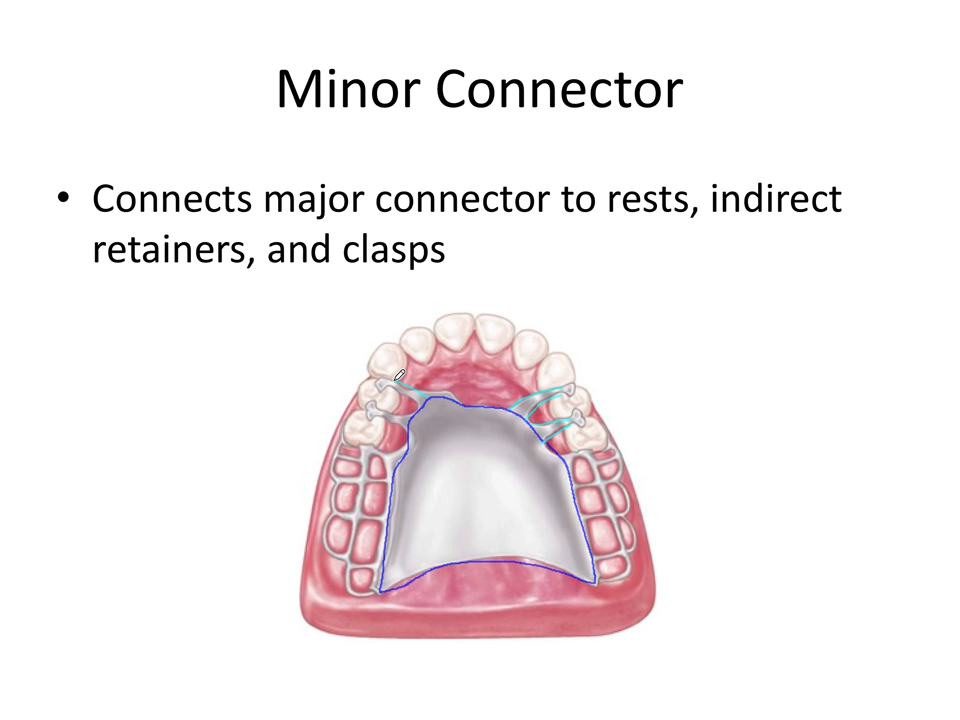 Minor Connector
• Connects major connector to rests, indirect
retainers, and clasps